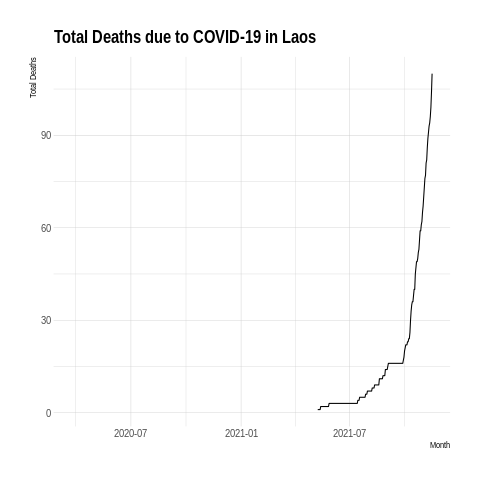 Total Deaths due to COVID-19 in Laos
Total Deaths
90
60
30
0
2020-07
2021-01
2021-07
Month